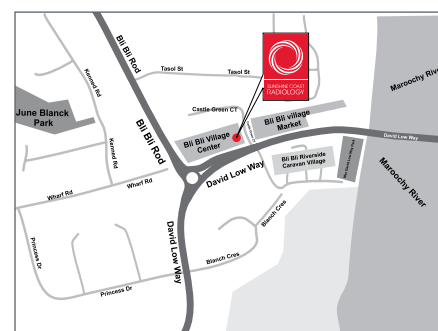 Bli Bli Rod
Tasol St
Tasol St
SUNSHINE COAST
RADIOLOGY
Maroochy River
Kenned Rd
Castle Green CT
June Blanck
Park
Bli Bli Rod
Bli Bli Village
Center
Bli Bli village
Market
David Low Way
Kenned Rd
David Low Way
Bli Bli Riverside
Caravan Village
Wharf Rd
Wharf Rd
Maroochy River
David Low Way
Blanch Cres
Princess Dr
Blanch Cres
Princess Dr